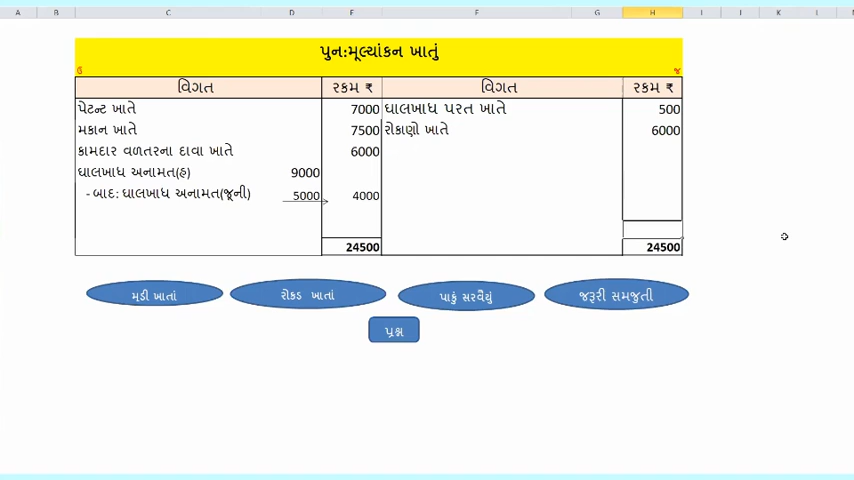 A B C D E F G H I J K L
પુન:મૂલ્યાંકન ખાતું
ઉ જ
વિગત રકમ ₹ વિગત રકમ ₹
પેટન્ટ ખાતે 7000 ઘાલખાધ પરત ખાતે 500
મકાન ખાતે 7500 રોકાણો ખાતે 6000
કામદાર વળતરના દાવા ખાતે 6000
ઘાલખાધ અનામત(હ) 9000
- બાદ: ઘાલખાધ અનામત(જૂની) 5000 4000
24500 24500
મૂડી ખાતાં રોકડ ખાતાં પાકું સરવૈયું જરૂરી સમજુતી
પ્રશ્ન